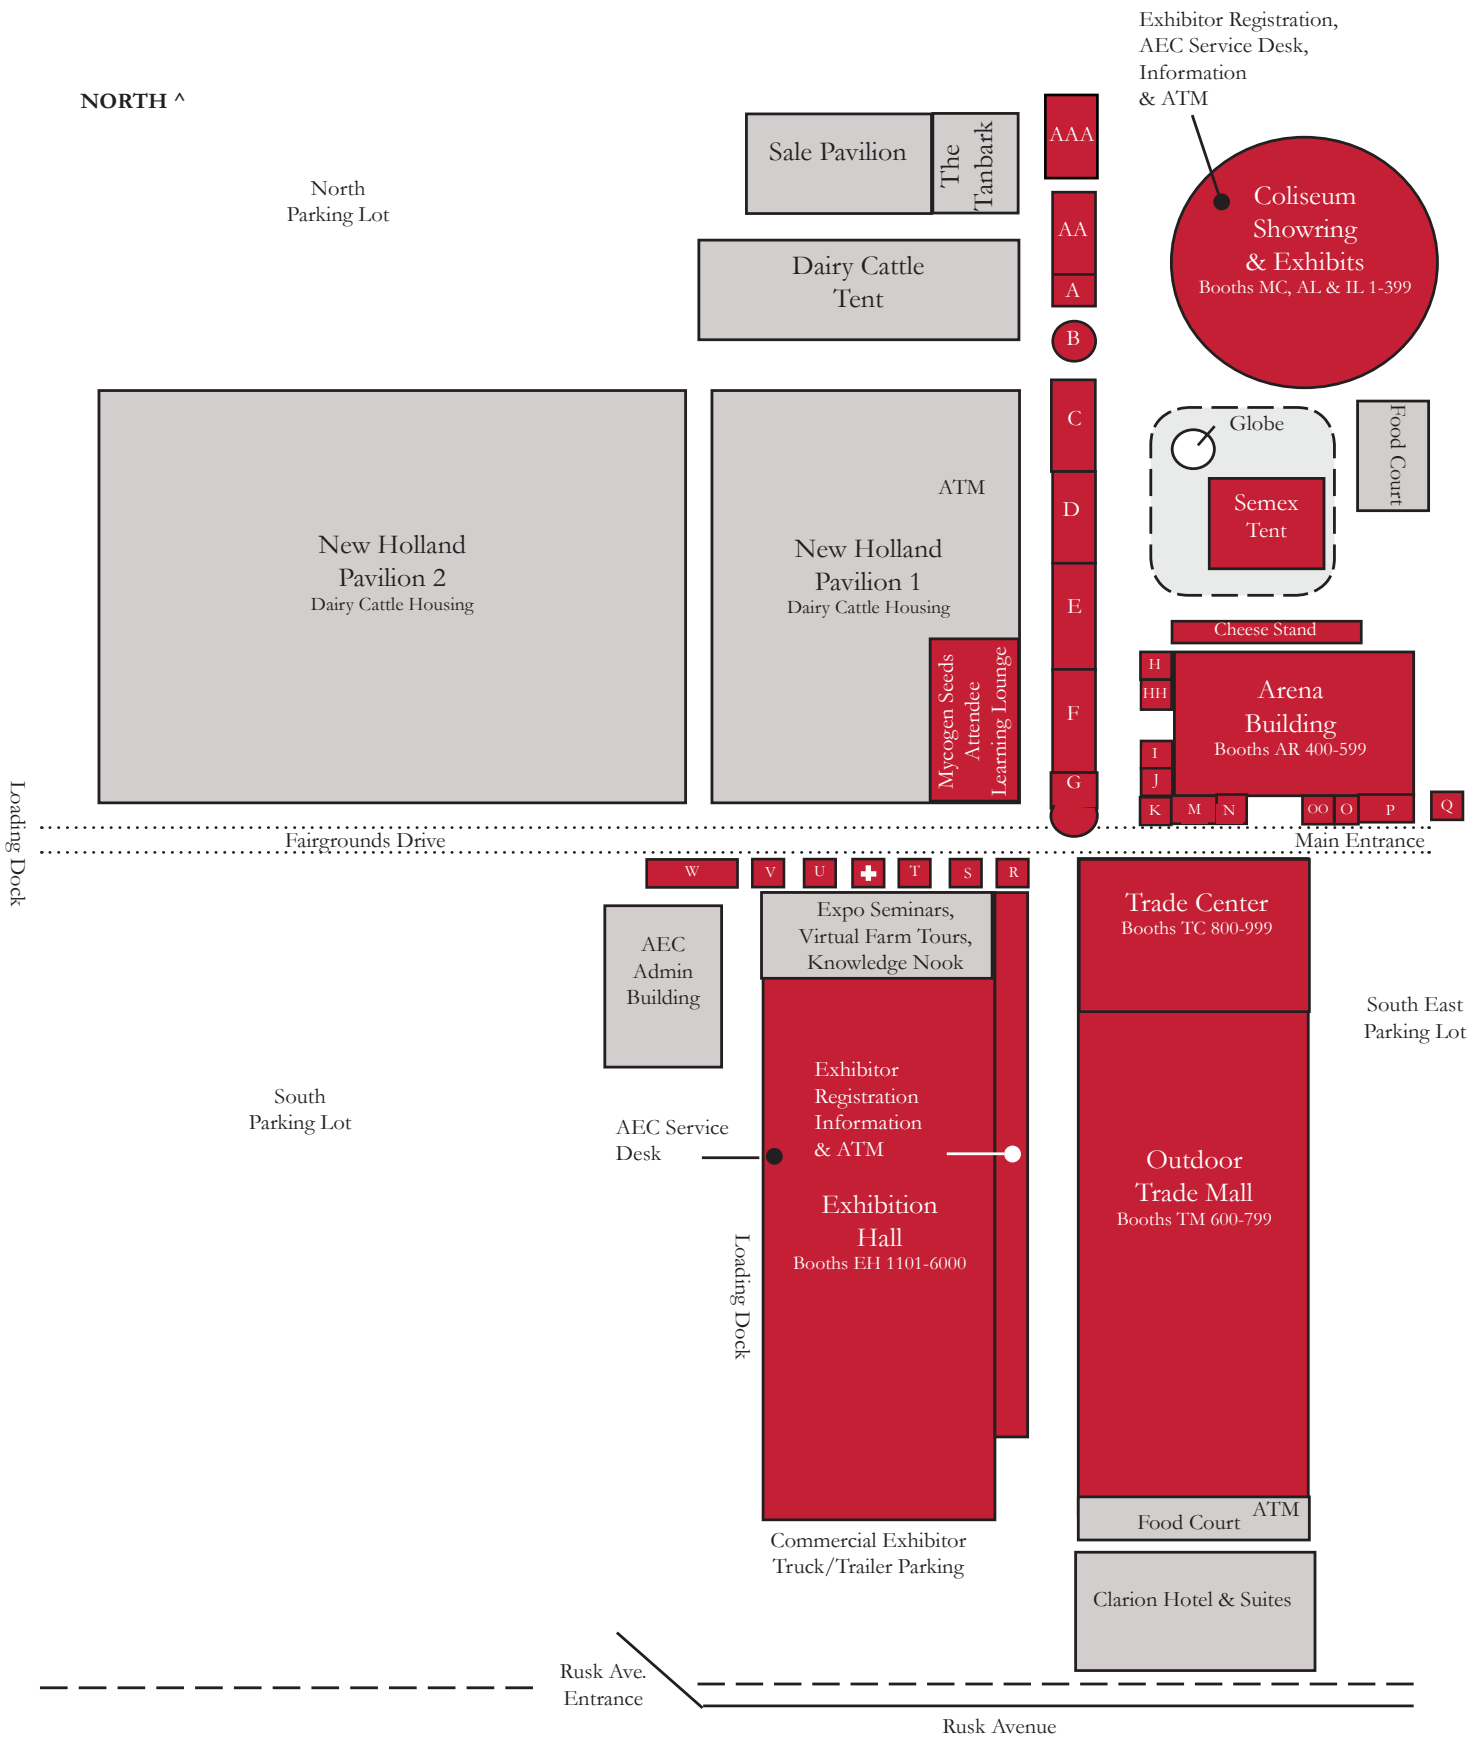 Exhibitor Registration,
AEC Service Desk,
Information
& ATM
NORTH ^
North
Parking Lot
Sale Pavilion
The
Tanbark
AAA
AA
A
B
Coliseum
Showring
& Exhibits
Booths MC, AL & IL 1-399
Dairy Cattle
Tent
New Holland
Pavilion 2
Dairy Cattle Housing
ATM
New Holland
Pavilion 1
Dairy Cattle Housing
Mycogen Seeds
Attendee
Learning Lounge
C
D
E
F
G
Globe
Semex
Tent
Food Court
Cheese Stand
H
HH
I
J
K
M
N
OO
O
P
Q
Arena
Building
Booths AR 400-599
Loading Dock
Fairgrounds Drive
Main Entrance
W
V
U
T
S
R
Expo Seminars,
Virtual Farm Tours,
Knowledge Nook
AEC
Admin
Building
Trade Center
Booths TC 800-999
South East
Parking Lot
South
Parking Lot
AEC Service
Desk
Exhibitor
Registration
Information
& ATM
Exhibition
Hall
Booths EH 1101-6000
Loading Dock
Outdoor
Trade Mall
Booths TM 600-799
ATM
Food Court
Commercial Exhibitor
Truck/Trailer Parking
Clarion Hotel & Suites
Rusk Ave.
Entrance
Rusk Avenue